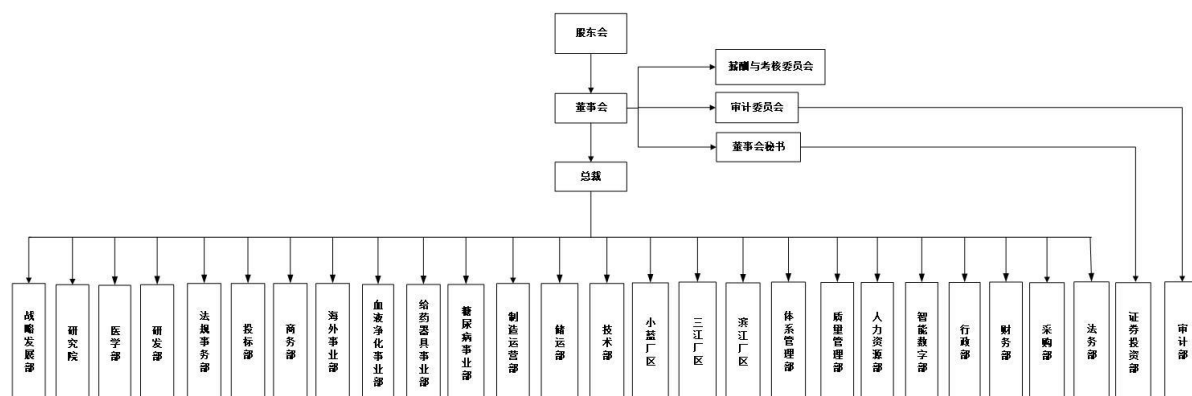 股东会
薪酬与考核委员会
董事会
审计委员会
董事会秘书
总裁
战略发展部
研究院
医学部
研发部
法规事务部
投标部
商务部
海外事业部
血液净化事业部
给药器具事业部
糖尿病事业部
制造运营部
储运部
技术部
小蓝厂区
三江厂区
滨江厂区
体系管理部
质量管理部
人力资源部
智能数字部
行政部
财务部
采购部
法务部
证券投资部
审计部